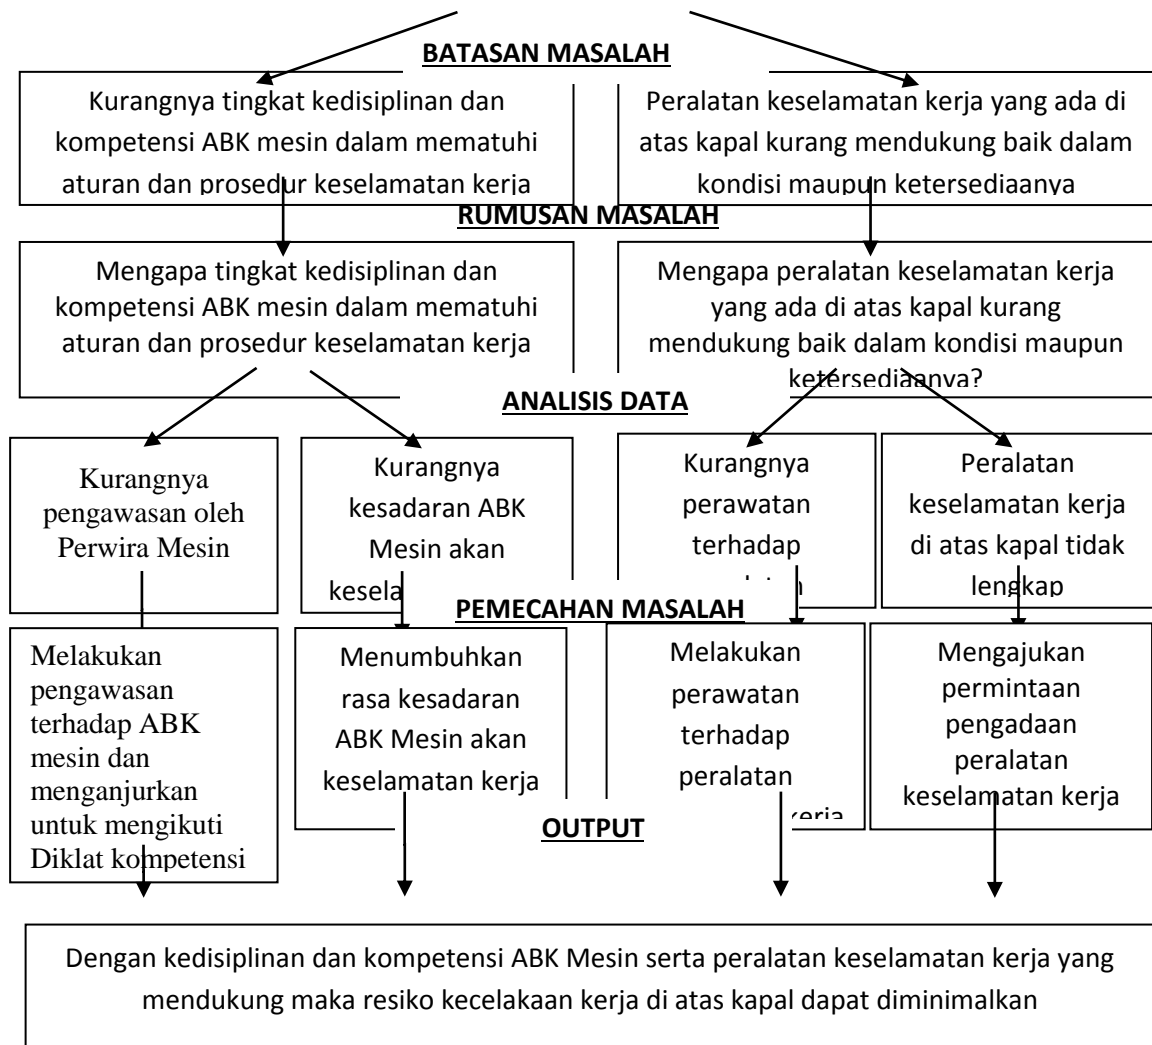 BATASAN MASALAH
Kurangnya tingkat kedisiplinan dan
kompetensi ABK mesin dalam mematuhi
aturan dan prosedur keselamatan kerja
Peralatan keselamatan kerja yang ada di
atas kapal kurang mendukung baik dalam
kondisi maupun ketersediaanya
RUMUSAN MASALAH
Mengapa tingkat kedisiplinan dan
kompetensi ABK mesin dalam mematuhi
aturan dan prosedur keselamatan kerja
Mengapa peralatan keselamatan kerja
yang ada di atas kapal kurang
mendukung baik dalam kondisi maupun
ketersediaanya?
ANALISIS DATA
Kurangnya
pengawasan oleh
Perwira Mesin
Kurangnya
kesadaran ABK
Mesin akan
Kurangnya
perawatan
terhadap
Peralatan
keselamatan kerja
di atas kapal tidak
lengkap
PEMECAHAN MASALAH
Melakukan
pengawasan
terhadap ABK
mesin dan
menganjurkan
untuk mengikuti
Diklat kompetensi
Menumbuhkan
rasa kesadaran
ABK Mesin akan
keselamatan kerja
Melakukan
perawatan
terhadap
peralatan
kerja
Mengajukan
permintaan
pengadaan
peralatan
keselamatan kerja
OUTPUT
Dengan kedisiplinan dan kompetensi ABK Mesin serta peralatan keselamatan kerja yang
mendukung maka resiko kecelakaan kerja di atas kapal dapat diminimalkan